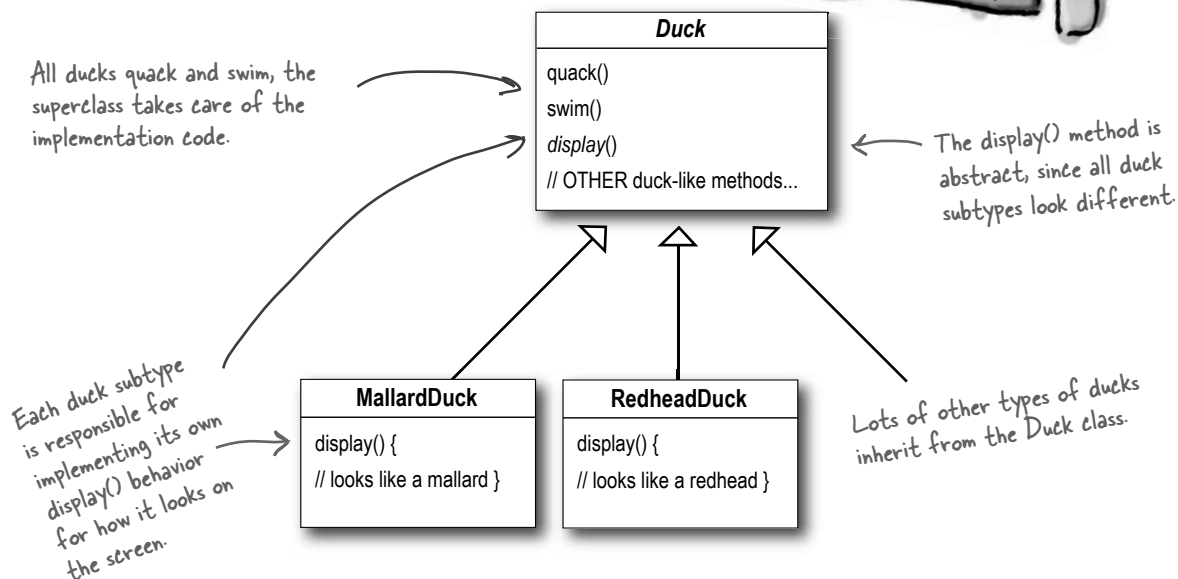 Duck
All ducks quack and swim, the
superclass takes care of the
implementation code.
quack()
swim()
display()
// OTHER duck-like methods...
The display() method is
abstract, since all duck
subtypes look different.
Each duck subtype
is responsible for
implementing its own
display() behavior
for how it looks on
the screen.
MallardDuck
display() {
// looks like a mallard }
RedheadDuck
display() {
// looks like a redhead }
Lots of other types of ducks
inherit from the Duck class.